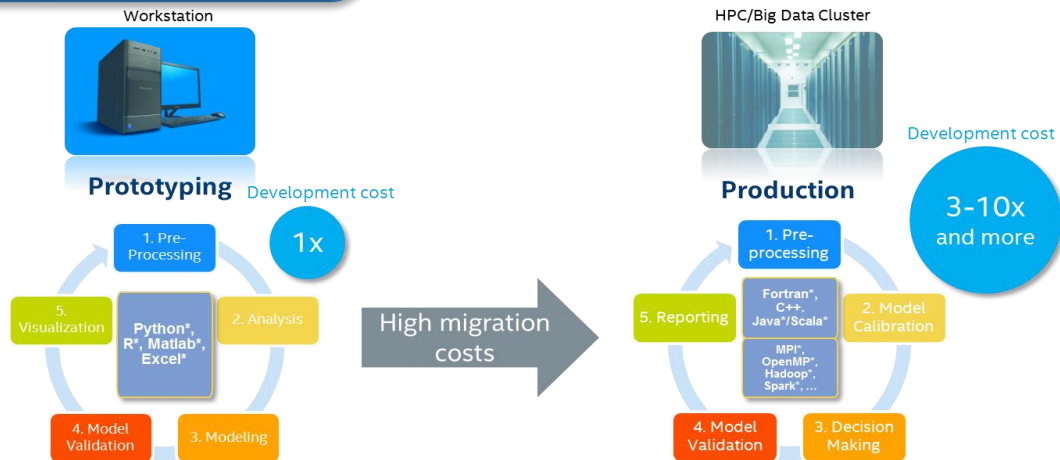 Workstation
Prototyping
Development cost
1x
1. Pre-
Processing
2. Analysis
3. Modeling
4. Model
Validation
5.
Visualization
Python*,
R*, Matlab*,
Excel*
High migration
costs
HPC/Big Data Cluster
Production
Development cost
3-10x
and more
1. Pre-
processing
2. Model
Calibration
3. Decision
Making
4. Model
Validation
5. Reporting
Fortran*,
C++.
Java*/Scala*
MPI*,
OpenMP*,
Hadoop*,
Spark*, ...